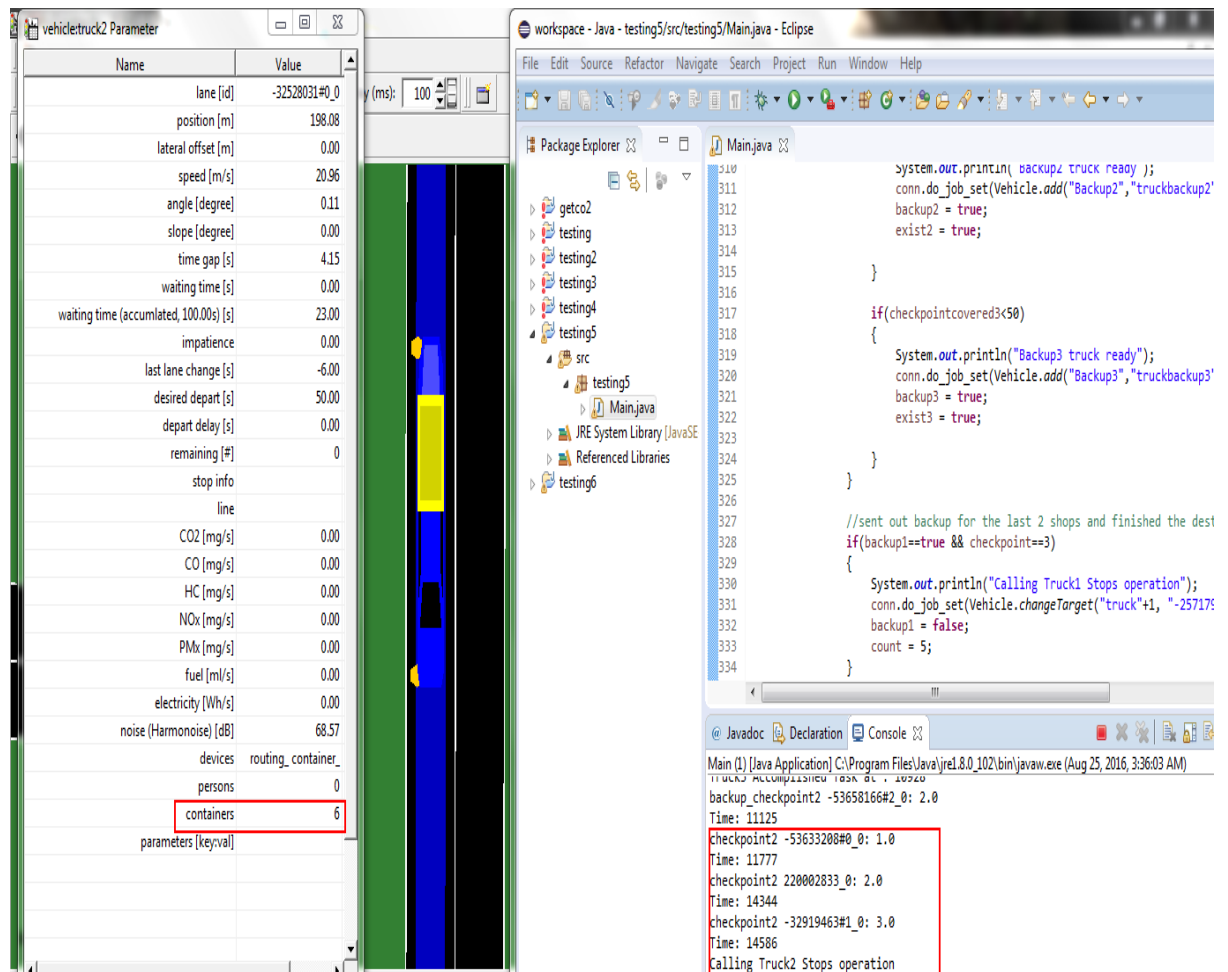 vehicle:truck2 Parameter
Name Value
lane [id] -32528031#0_0
position [m] 198.08
lateral offset [m] 0.00
speed [m/s] 20.96
angle [degree] 0.11
slope [degree] 0.00
time gap [s] 4.15
waiting time [s] 0.00
waiting time (accumlated, 100.00s) [s] 23.00
impatience 0.00
last lane change [s] -6.00
desired depart [s] 50.00
depart delay [s] 0.00
remaining [#] 0
stop info
line
CO2 [mg/s] 0.00
CO [mg/s] 0.00
HC [mg/s] 0.00
NOx [mg/s] 0.00
PMx [mg/s] 0.00
fuel [ml/s] 0.00
electricity [Wh/s] 0.00
noise (Harmonoise) [dB] 68.57
devices routing_ container_
persons 0
containers 6
parameters [key:val]
y (ms): 100
workspace - Java - testing5/src/testing5/Main.java - Eclipse
File Edit Source Refactor Navigate Search Project Run Window Help
Package Explorer
getco2
testing
testing2
testing3
testing4
testing5
src
testing5
Main.java
JRE System Library [JavaSE
Referenced Libraries
testing6
Main.java
310 System.out.println("Backup2 truck ready");
311 conn.do_job_set(Vehicle.add("Backup2","truckbackup2"
312 backup2 = true;
313 exist2 = true;
314
315 }
316
317 if(checkpointcovered3<50)
318 {
319 System.out.println("Backup3 truck ready");
320 conn.do_job_set(Vehicle.add("Backup3","truckbackup3"
321 backup3 = true;
322 exist3 = true;
323
324 }
325 }
326
327 //sent out backup for the last 2 shops and finished the dest
328 if(backup1==true && checkpoint==3)
329 {
330 System.out.println("Calling Truck1 Stops operation");
331 conn.do_job_set(Vehicle.changeTarget("truck"+1, "-257179
332 backup1 = false;
333 count = 5;
334 }
Javadoc Declaration Console
Main (1) [Java Application] C:\Program Files\Java\jre1.8.0_102\bin\javaw.exe (Aug 25, 2016, 3:36:03 AM)
Accomplished Task at : 10928
backup_checkpoint2 -53658166#2_0: 2.0
Time: 11125
checkpoint2 -53633208#0_0: 1.0
Time: 11777
checkpoint2 220002833_0: 2.0
Time: 14344
checkpoint2 -32919463#1_0: 3.0
Time: 14586
Calling Truck2 Stops operation